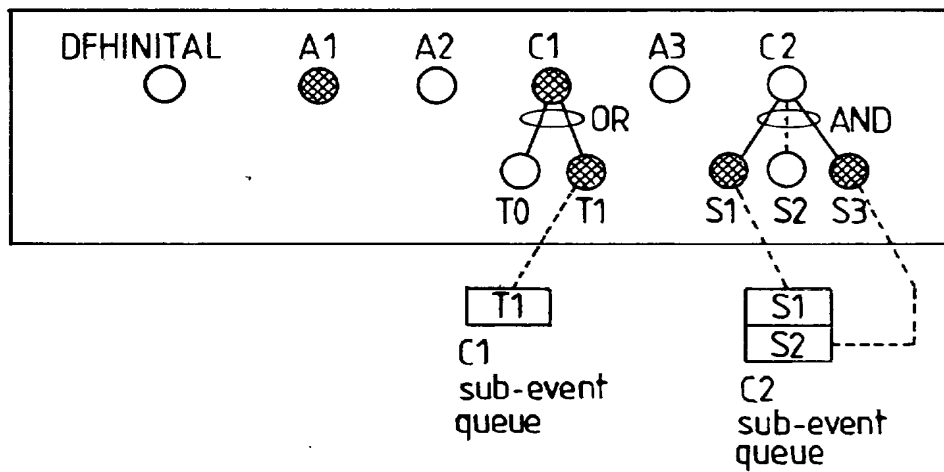 DFHINITAL A1 A2 C1 A3 C2
OR AND
T0 T1 S1 S2 S3
T1 S1
S2
C1
sub-event
queue
C2
sub-event
queue